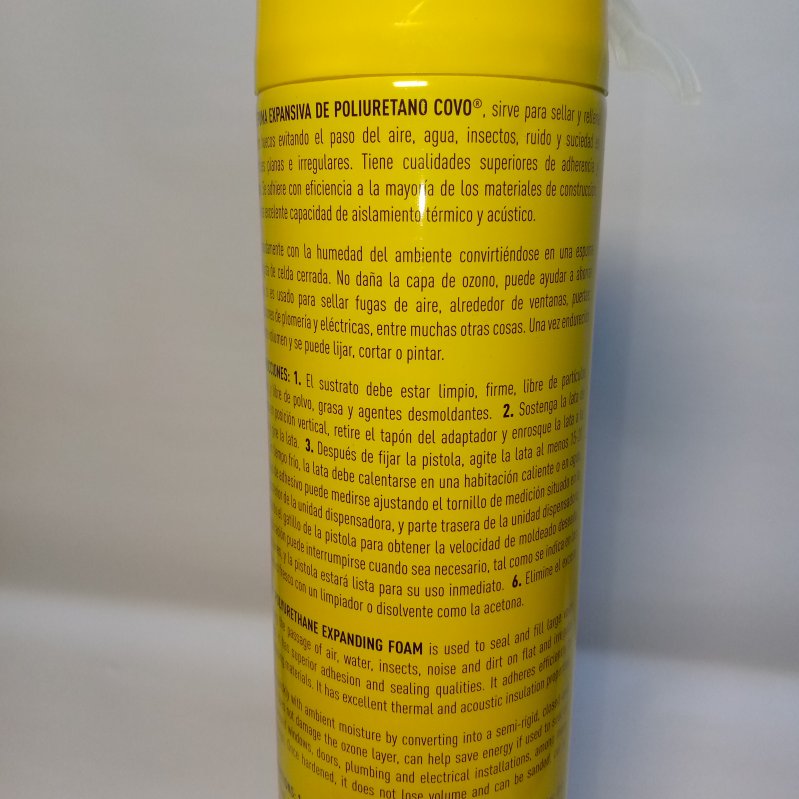 EXPANSIVA DE POLIURETANO COVO®, sirve para sellar y
huecos evitando el paso del aire, agua, insectos, ruido y suciedad
planas e irregulares. Tiene cualidades superiores de adherencia
Se adhiere con eficiencia a la mayoría de los materiales de construcción
excelente capacidad de aislamiento térmico y acústico.
con la humedad del ambiente convirtiéndose en una
de celda cerrada. No daña la capa de ozono, puede ayudar a
es usado para sellar fugas de aire, alrededor de ventanas, puertas
de plomería y eléctricas, entre muchas otras cosas. Una vez
y se puede lijar, cortar o pintar.
1. El sustrato debe estar limpio, firme, libre de
libre de polvo, grasa y agentes desmoldantes. 2. Sostenga la lata
posición vertical, retire el tapón del adaptador y enrosque la lata a
la lata. 3. Después de fijar la pistola, agite la lata al menos
frío, la lata debe calentarse en una habitación caliente o en
adhesivo puede medirse ajustando el tornillo de medición situado en
de la unidad dispensadora, y parte trasera de la unidad
el gatillo de la pistola para obtener la velocidad de moldeado
puede interrumpirse cuando sea necesario, tal como se indica en
y la pistola estará lista para su uso inmediato. 6. Elimine el
con un limpiador o disolvente como la acetona.
EXPANDING FOAM is used to seal and fill large
the passage of air, water, insects, noise and dirt on flat and
has superior adhesion and sealing qualities. It adheres
materials. It has excellent thermal and acoustic insulation
with ambient moisture by converting into a semi-rigid,
not damage the ozone layer, can help save energy if used to
windows, doors, plumbing and electrical installations,
Once hardened, it does not lose volume and can be sanded,